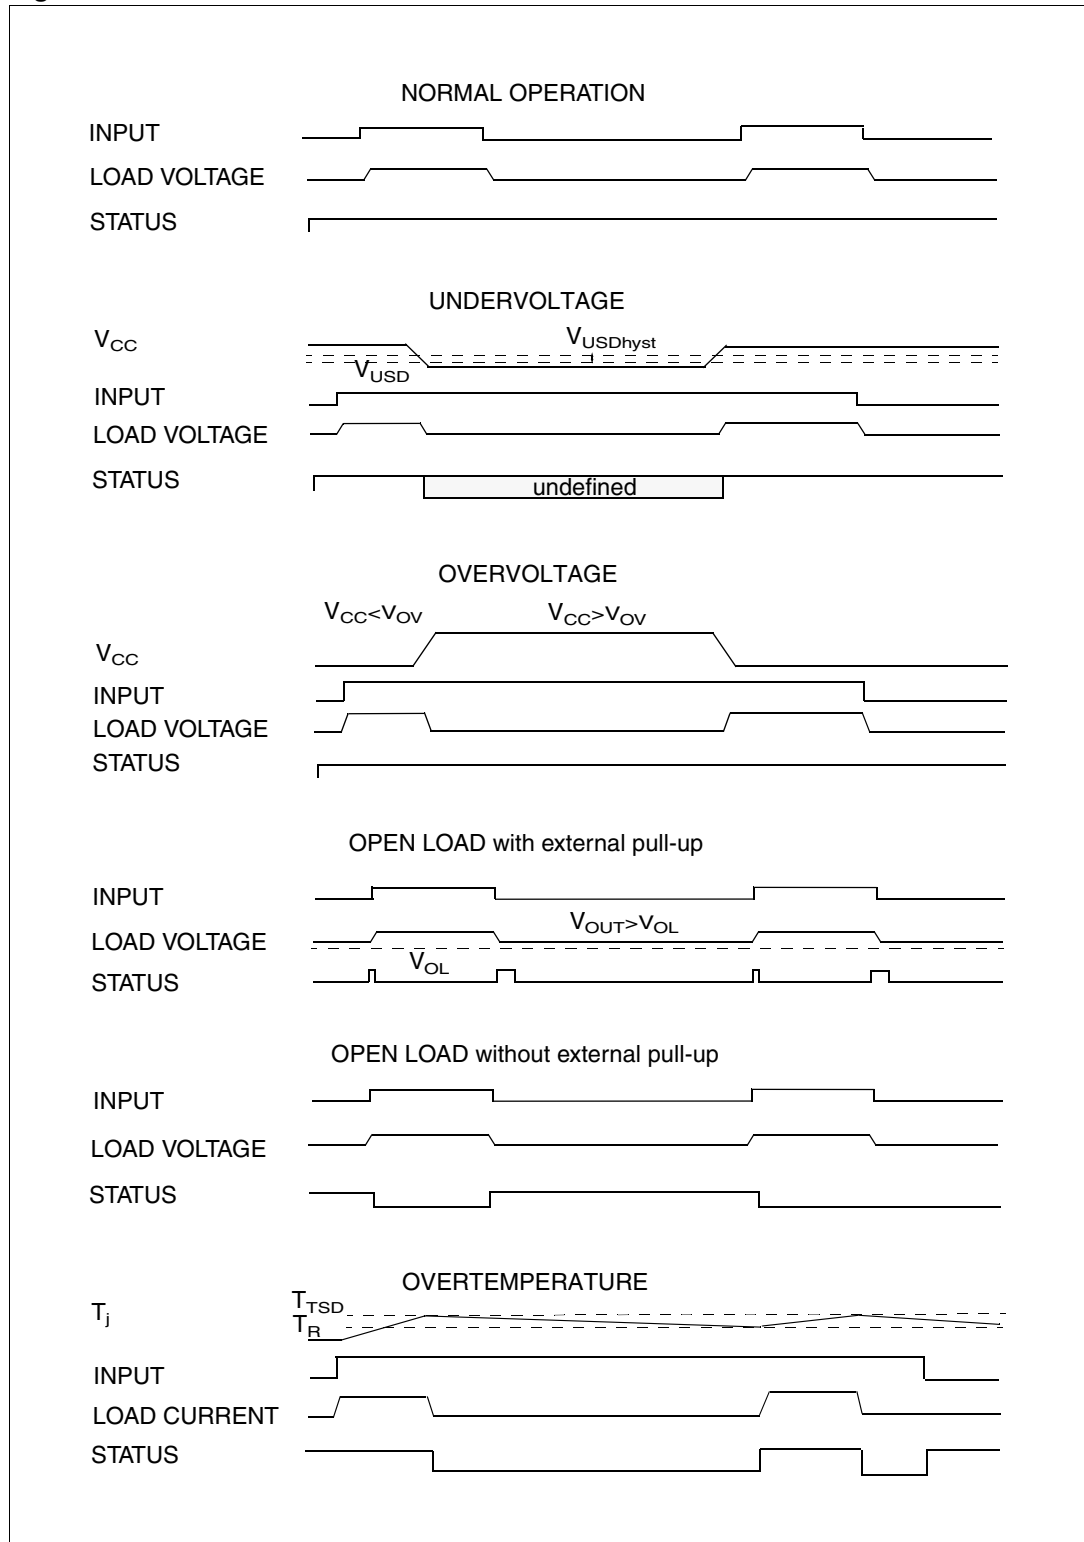 NORMAL OPERATION
INPUT
LOAD VOLTAGE
STATUS
UNDERVOLTAGE
VCC
VUSDhyst
VUSD
INPUT
LOAD VOLTAGE
STATUS
undefined
OVERVOLTAGE
VCC<VOV
VCC>VOV
VCC
INPUT
LOAD VOLTAGE
STATUS
OPEN LOAD with external pull-up
INPUT
VOUT>VOL
LOAD VOLTAGE
VOL
STATUS
OPEN LOAD without external pull-up
INPUT
LOAD VOLTAGE
STATUS
OVERTEMPERATURE
Tj
TTSD
TR
INPUT
LOAD CURRENT
STATUS